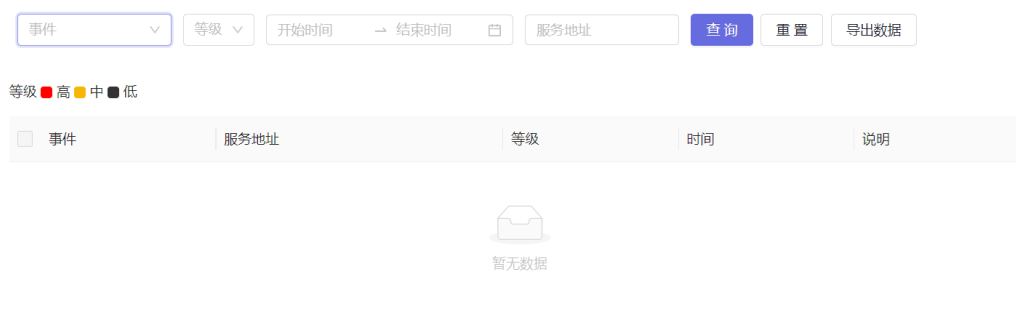 事件 等级 开始时间 → 结束时间 服务地址 查询 重置 导出数据
等级 高 中 低
事件 服务地址 等级 时间 说明
暂无数据